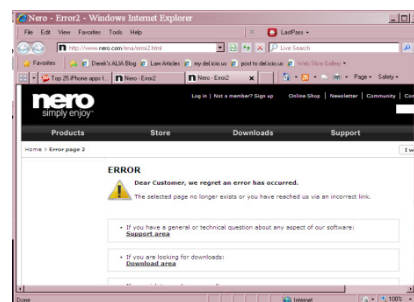 Nero - Error2 - Windows Internet Explorer
File Edit View Favorites Tools Help LastPass
http://www.nero.com/ena/error2.html Live Search
Favorites Derek's ALIA Blog Law Articles my del.icio.us post to del.icio.us Web Slice Gallery
Top 25 iPhone apps f... Nero - Error2 Nero - Error2 Page Safety
nero
simply enjoy
Log in | Not a member? Sign up Online Shop | Newsletter | Community |
Products Store Downloads Support
Home > Error page 2
ERROR
Dear Customer, we regret an error has occurred.
The selected page no longer exists or you have reached us via an incorrect link.
If you have a general or technical question about any aspect of our software:
Support area
If you are looking for downloads:
Download area
Done Internet 100%